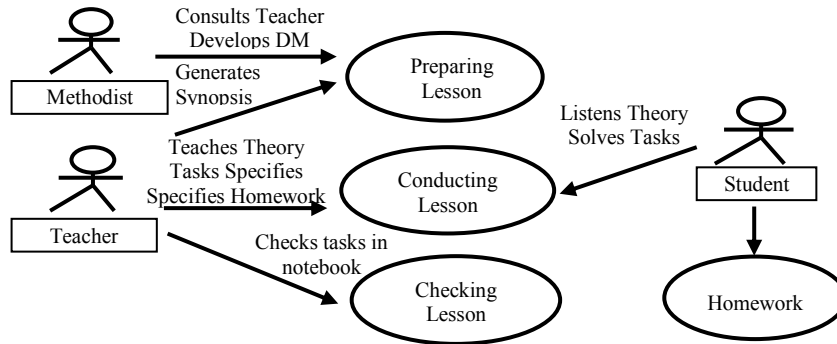 Consults Teacher
Develops DM
Generates
Synopsis
Methodist
Preparing
Lesson
Listens Theory
Solves Tasks
Teaches Theory
Tasks Specifies
Specifies Homework
Conducting
Lesson
Student
Teacher
Checks tasks in
notebook
Checking
Lesson
Homework